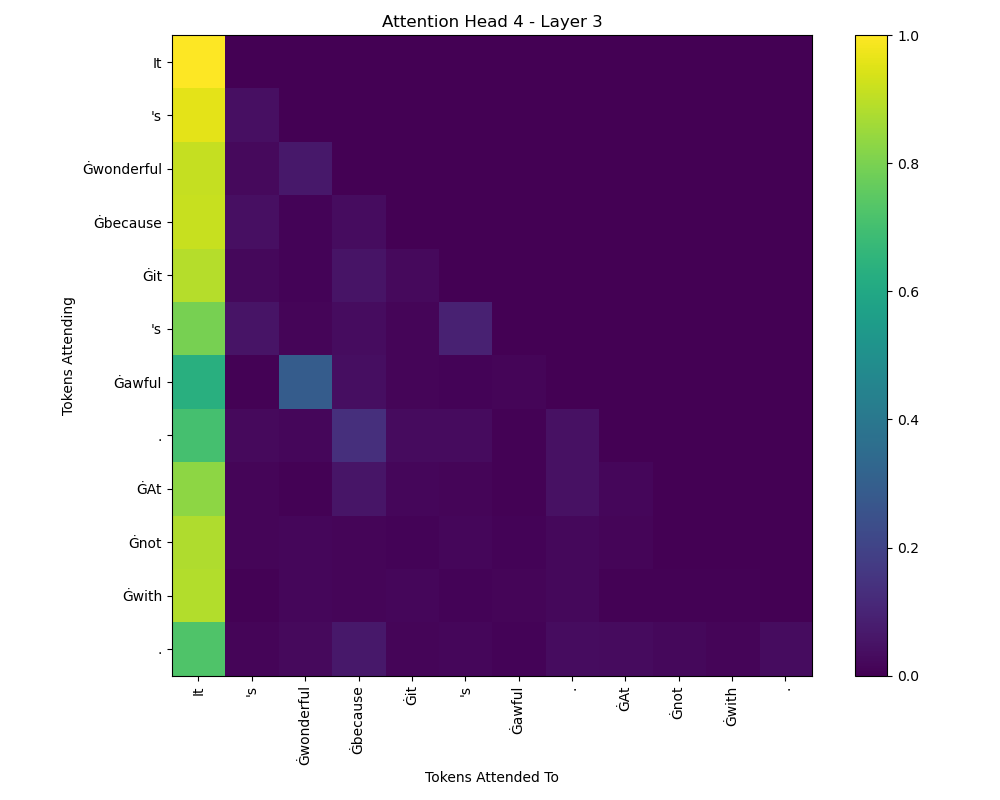 Attention Head 4 - Layer 3
It
's
Ġwonderful
Ġbecause
Ġit
's
Ġawful
.
ĠAt
Ġnot
Ġwith
.
Tokens Attending
It
's
Ġwonderful
Ġbecause
Ġit
's
Ġawful
.
ĠAt
Ġnot
Ġwith
.
Tokens Attended To
1.0
0.8
0.6
0.4
0.2
0.0